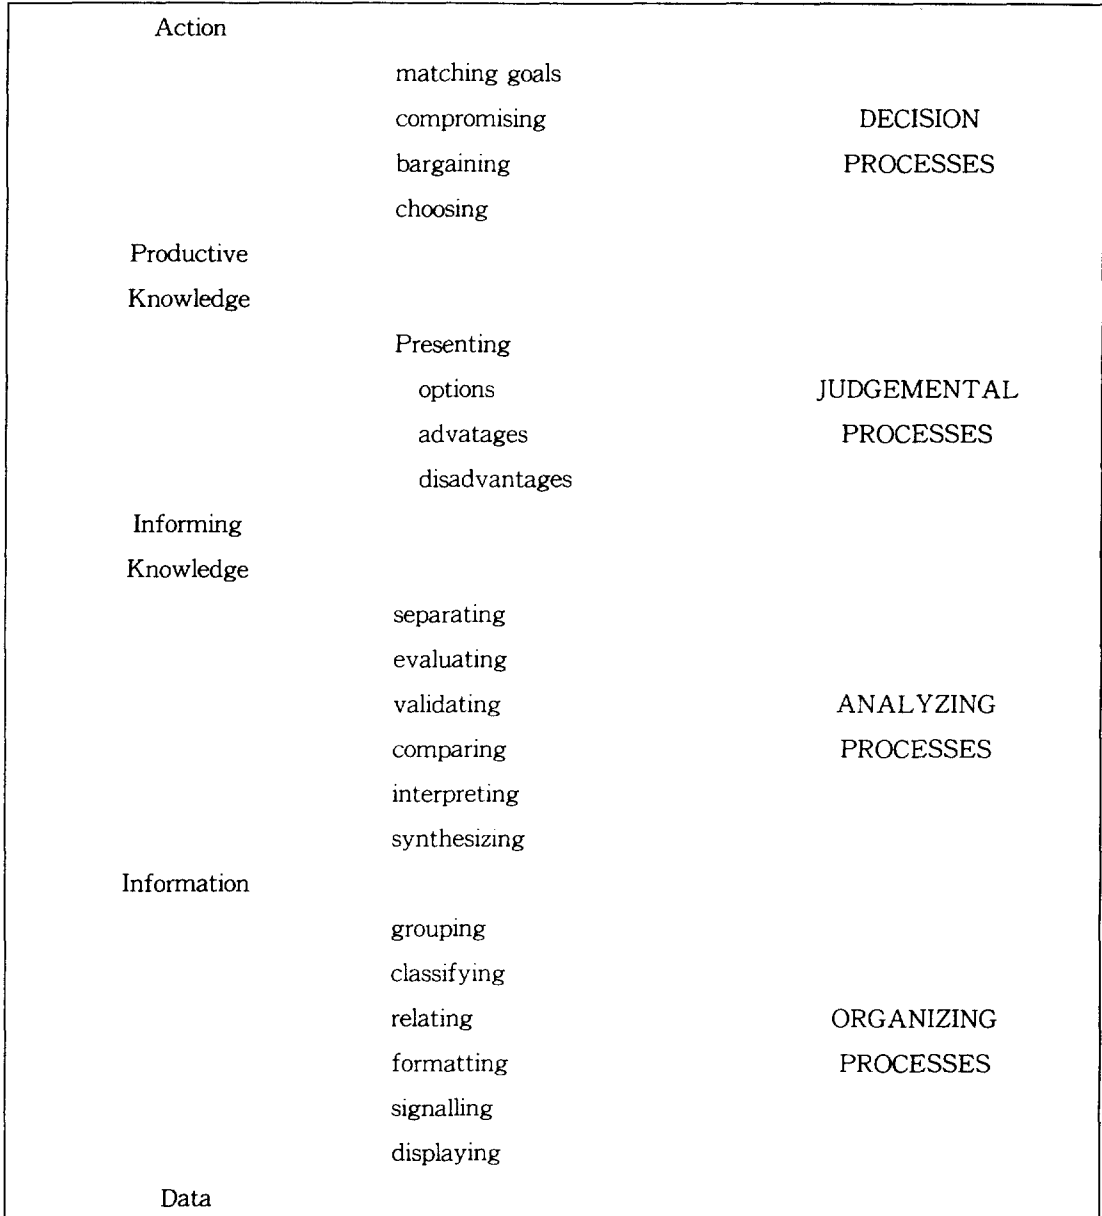 Action
matching goals
compromising DECISION
bargaining PROCESSES
choosing
Productive
Knowledge
Presenting
options JUDGEMENTAL
advatages PROCESSES
disadvantages
Informing
Knowledge
separating
evaluating
validating ANALYZING
comparing PROCESSES
interpreting
synthesizing
Information
grouping
classifying
relating ORGANIZING
formatting PROCESSES
signalling
displaying
Data